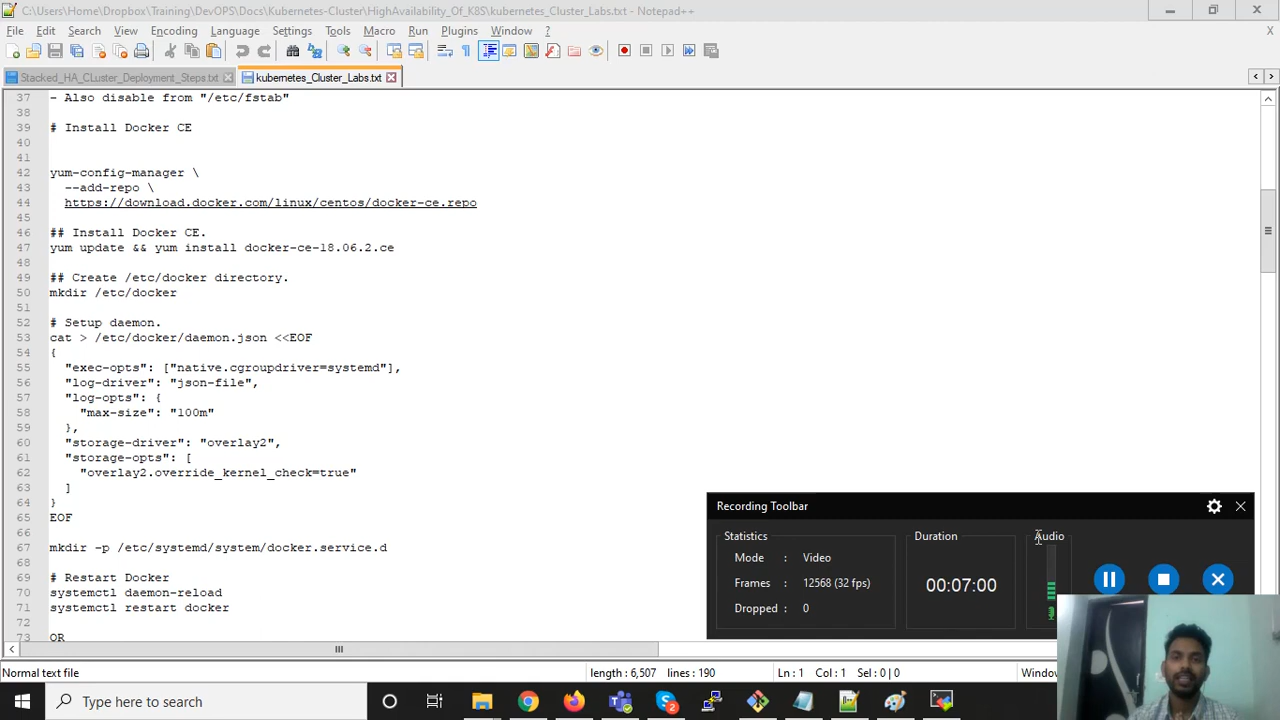 C:\Users\Home\Dropbox\Training\DevOPS\Docs\Kubernetes-Cluster\HighAvailability_Of_K8S\kubernetes_Cluster_Labs.txt - Notepad++
File Edit Search View Encoding Language Settings Tools Macro Run Plugins Window ?
X
Stacked_HA_CLuster_Deployment_Steps.txt kubernetes_Cluster_Labs.txt
37 - Also disable from "/etc/fstab"
38
39 # Install Docker CE
40
41
42 yum-config-manager \
43 --add-repo \
44 https://download.docker.com/linux/centos/docker-ce.repo
45
46 ## Install Docker CE.
47 yum update && yum install docker-ce-18.06.2.ce
48
49 ## Create /etc/docker directory.
50 mkdir /etc/docker
51
52 # Setup daemon.
53 cat > /etc/docker/daemon.json <<EOF
54 {
55 "exec-opts": ["native.cgroupdriver=systemd"],
56 "log-driver": "json-file",
57 "log-opts": {
58 "max-size": "100m"
59 },
60 "storage-driver": "overlay2",
61 "storage-opts": [
62 "overlay2.override_kernel_check=true"
63 ]
64 }
65 EOF
66
67 mkdir -p /etc/systemd/system/docker.service.d
68
69 # Restart Docker
70 systemctl daemon-reload
71 systemctl restart docker
72
73 OR
Recording Toolbar
Statistics
Mode : Video
Frames : 12568 (32 fps)
Dropped : 0
Duration
00:07:00
Audio
Normal text file length : 6,507 lines : 190 Ln : 1 Col : 1 Sel : 0 | 0
Type here to search